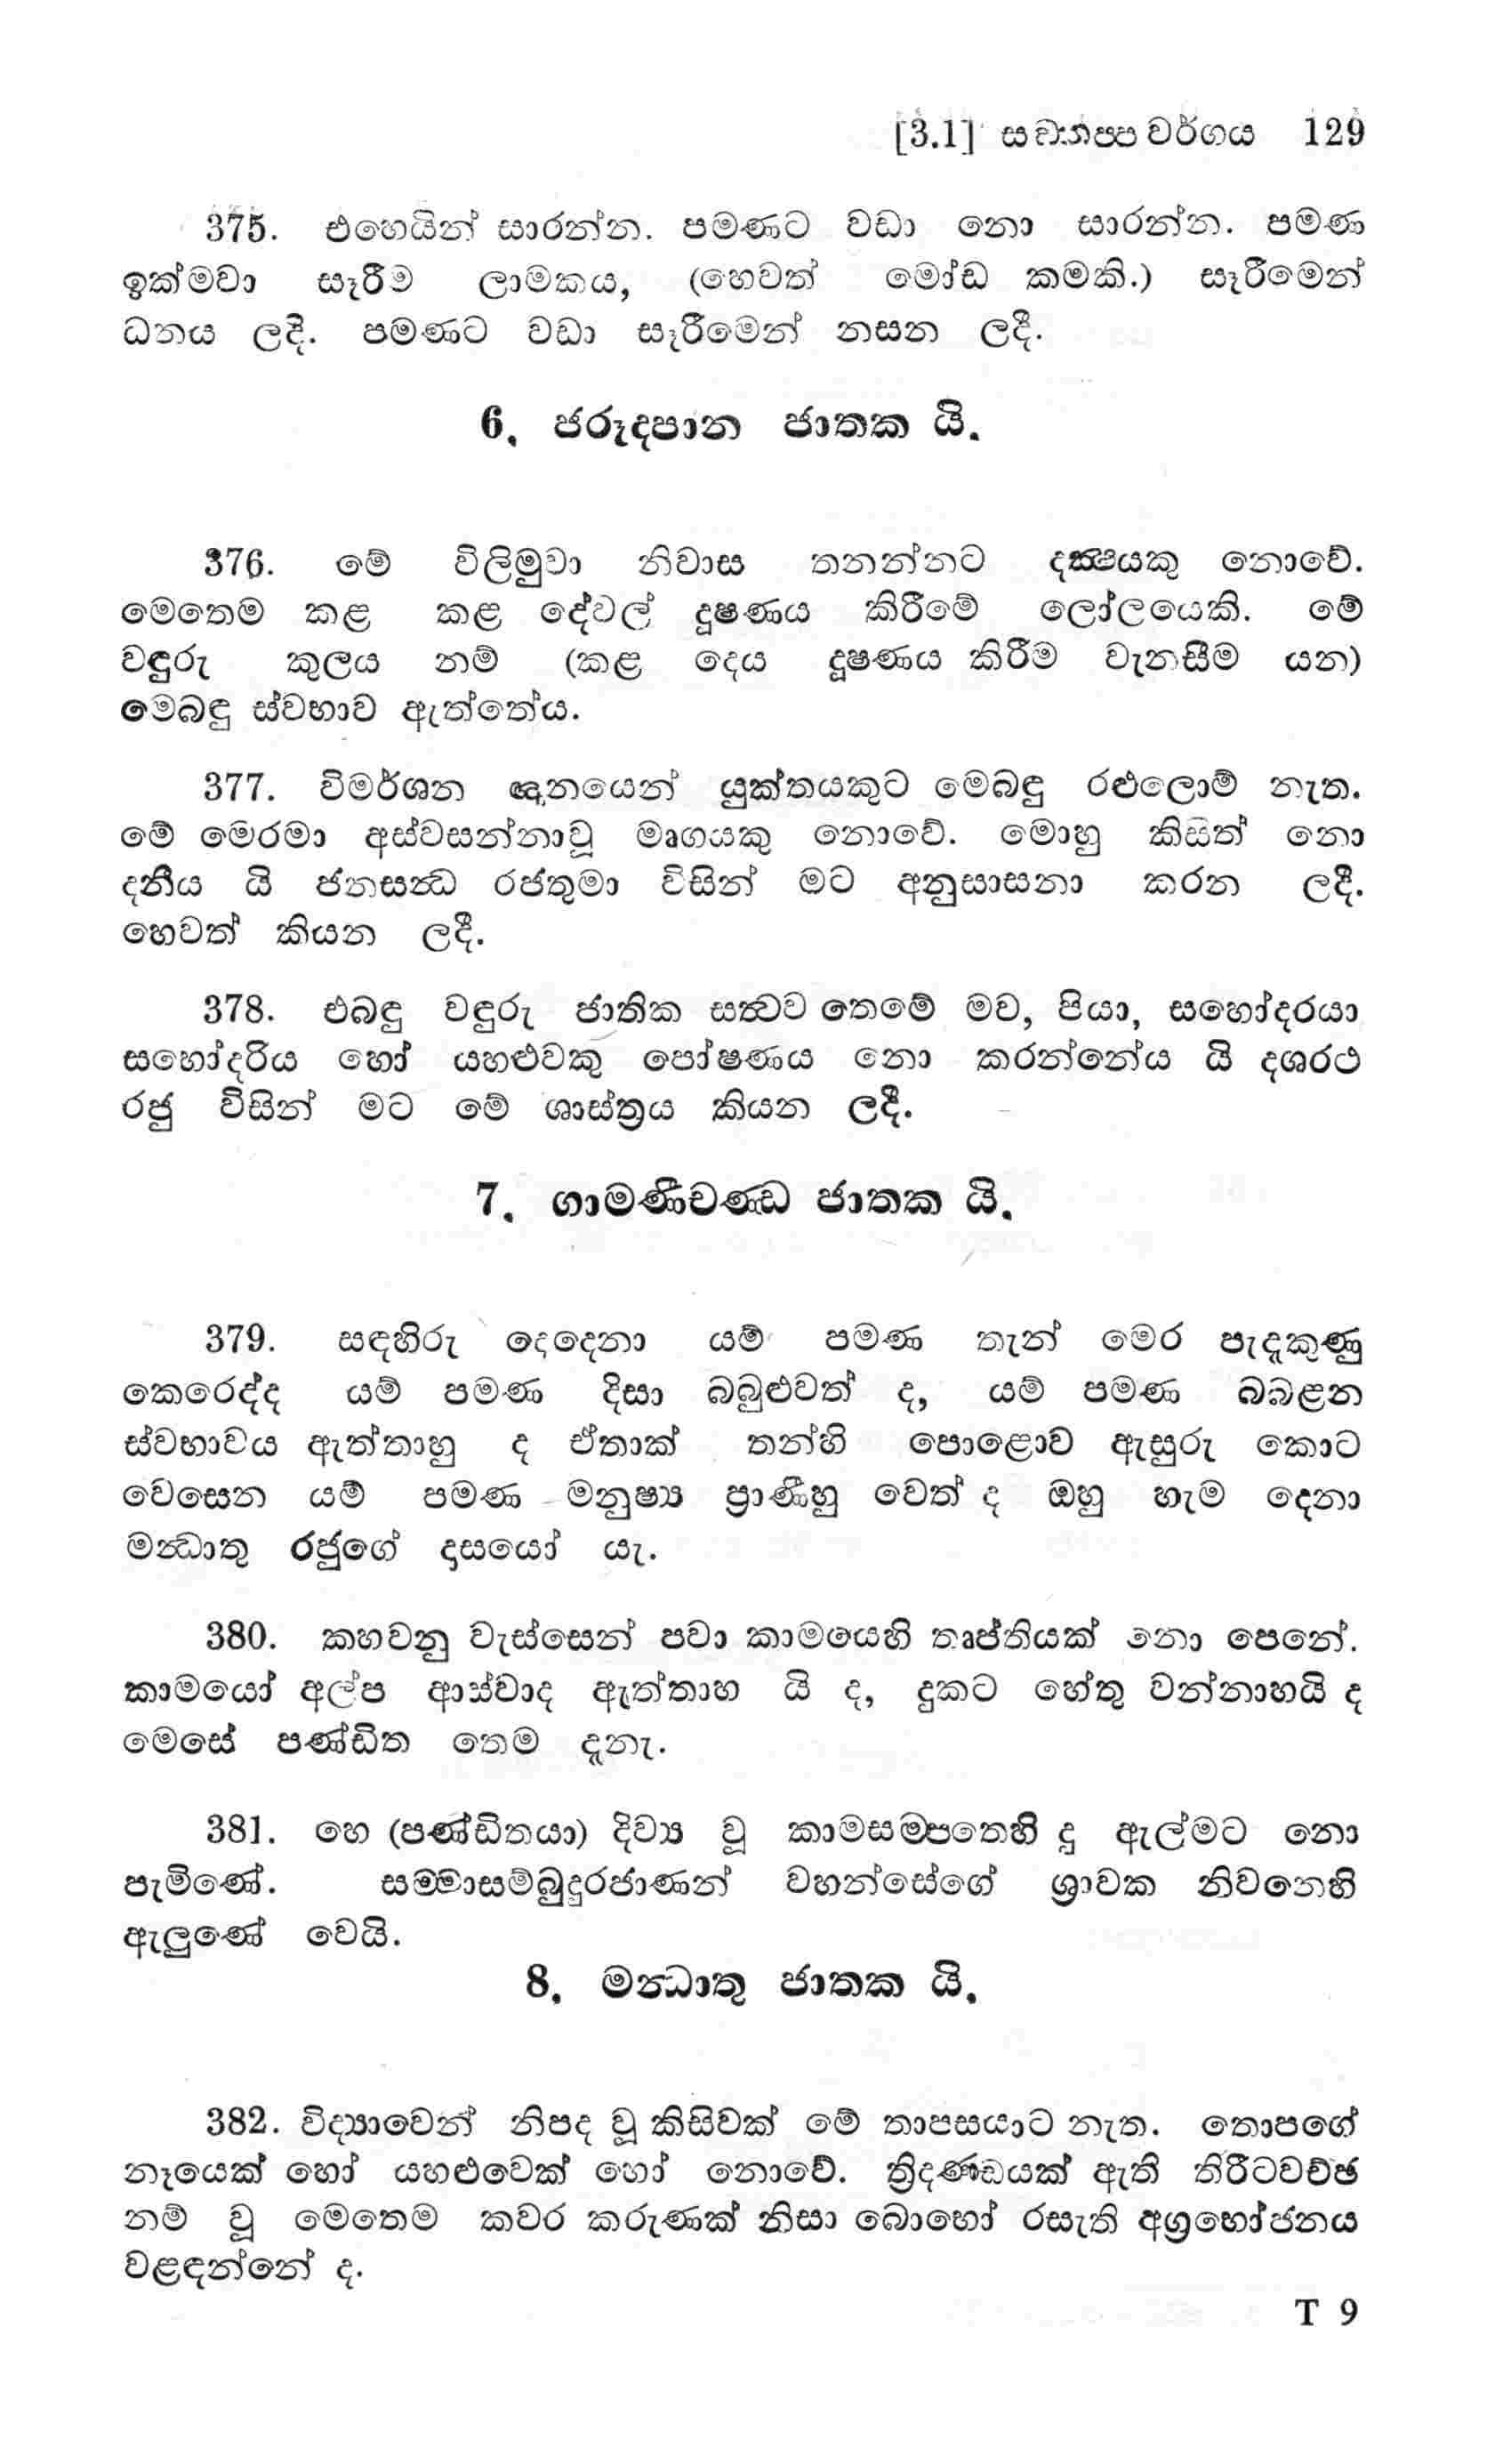 [3.1] සඞ්කප්ප වර්ගය 129
375. එහෙයින් සාරන්න. පමණට වඩා නො සාරන්න. පමණ
ඉක්මවා සෑරීම ලාමකය, (හෙවත් මෝඩ කමකි.) සෑරීමෙන්
ධනය ලදි. පමණට වඩා සෑරීමෙන් නසන ලදී.
6. ජරූදපාන ජාතක යි.
376. මේ විලිමුවා නිවාස තනන්නට දක්ෂයකු නොවේ.
මෙතෙම කළ කළ දේවල් දූෂණය කිරීමේ ලෝලයෙකි. මේ
වඳුරු කුලය නම් (කළ දෙය දූෂණය කිරීම වැනසීම යන)
මෙබඳු ස්වභාව ඇත්තේය.
377. විමර්ශන ඥානයෙන් යුක්තයකුට මෙබඳු රළුලොම් නැත.
මේ මෙරමා අස්වසන්නාවූ මෘගයකු නොවේ. මොහු කිසිත් නො
දනීය යි ජනසන්ධ රජතුමා විසින් මට අනුසාසනා කරන ලදී.
හෙවත් කියන ලදී.
378. එබඳු වඳුරු ජාතික සත්ව තෙමේ මව, පියා, සහෝදරයා
සහෝදරිය හෝ යහළුවකු පෝෂණය නො කරන්නේය යි දශරථ
රජු විසින් මට මේ ශාස්ත්‍රය කියන ලදී.
7. ගාමණීචණ්ඩ ජාතක යි.
379. සඳහිරු දෙදෙනා යම් පමණ තැන් මෙර පැදකුණු
කෙරෙද්ද යම් පමණ දිසා බබුළුවත් ද, යම් පමණ බබළන
ස්වභාවය ඇත්තාහු ද ඒතාක් තන්හි පොළොව ඇසුරු කොට
වෙසෙන යම් පමණ මනුෂ්‍ය ප්‍රාණීහු වෙත් ද ඔහු හැම දෙනා
මන්ධාතු රජුගේ දාසයෝ යැ.
380. කහවනු වැස්සෙන් පවා කාමයෙහි තෘප්තියක් නො පෙනේ.
කාමයෝ අල්ප ආස්වාද ඇත්තාහ යි ද, දුකට හේතු වන්නාහයි ද
මෙසේ පණ්ඩිත තෙම දැනැ.
381. හෙ (පණ්ඩිතයා) දිව්‍ය වූ කාමසම්පතෙහි දු ඇල්මට නො
පැමිණේ. සම්මාසම්බුදුරජාණන් වහන්සේගේ ශ්‍රාවක නිවනෙහි
ඇලුණේ වෙයි.
8. මන්ධාතු ජාතක යි.
382. විද්‍යාවෙන් නිපද වූ කිසිවක් මේ තාපසයාට නැත. තොපගේ
නෑයෙක් හෝ යහළුවෙක් හෝ නොවේ. ත්‍රිදණ්ඩයක් ඇති තිරීටවච්ඡ
නම් වූ මෙතෙම කවර කරුණක් නිසා බොහෝ රසැති අග්‍රභෝජනය
වළඳන්නේ ද.
T 9